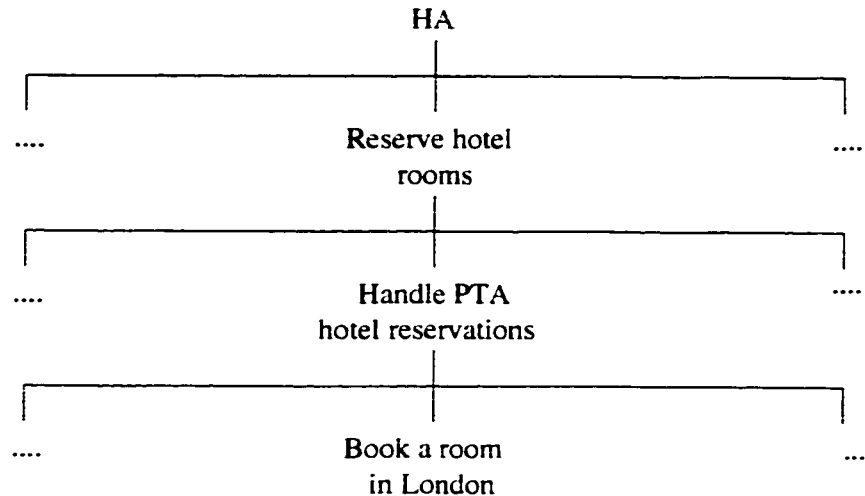 HA
.... Reserve hotel ....
rooms
.... Handle PTA ....
hotel reservations
.... Book a room ...
in London